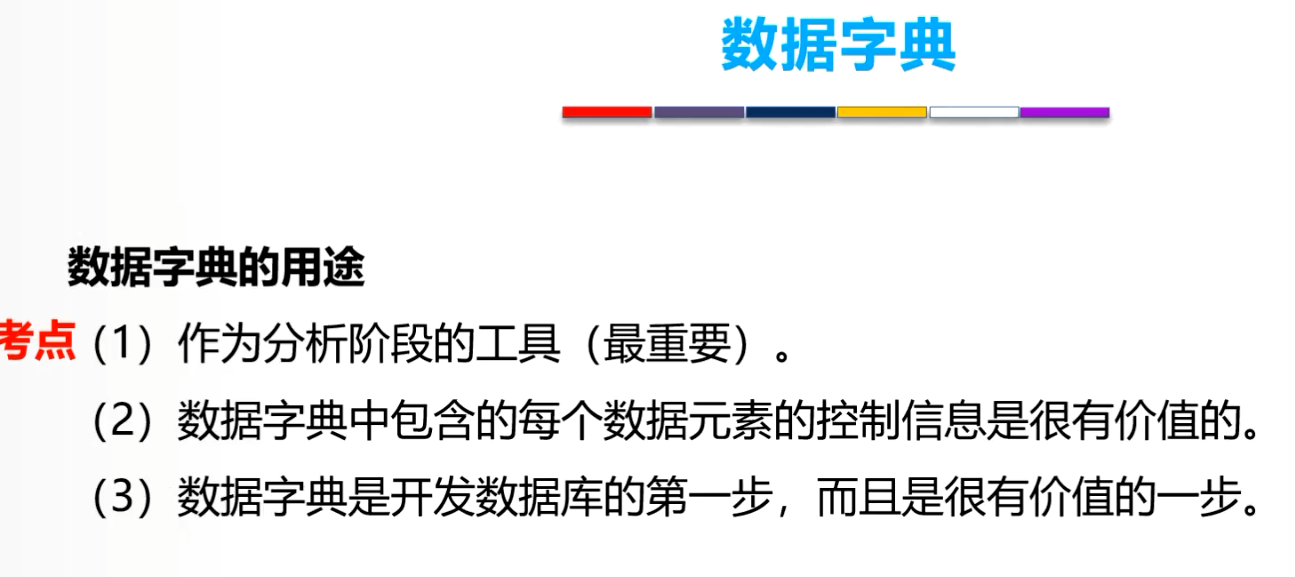 数据字典
数据字典的用途
考点（1）作为分析阶段的工具（最重要）。
（2）数据字典中包含的每个数据元素的控制信息是很有价值的。
（3）数据字典是开发数据库的第一步，而且是很有价值的一步。